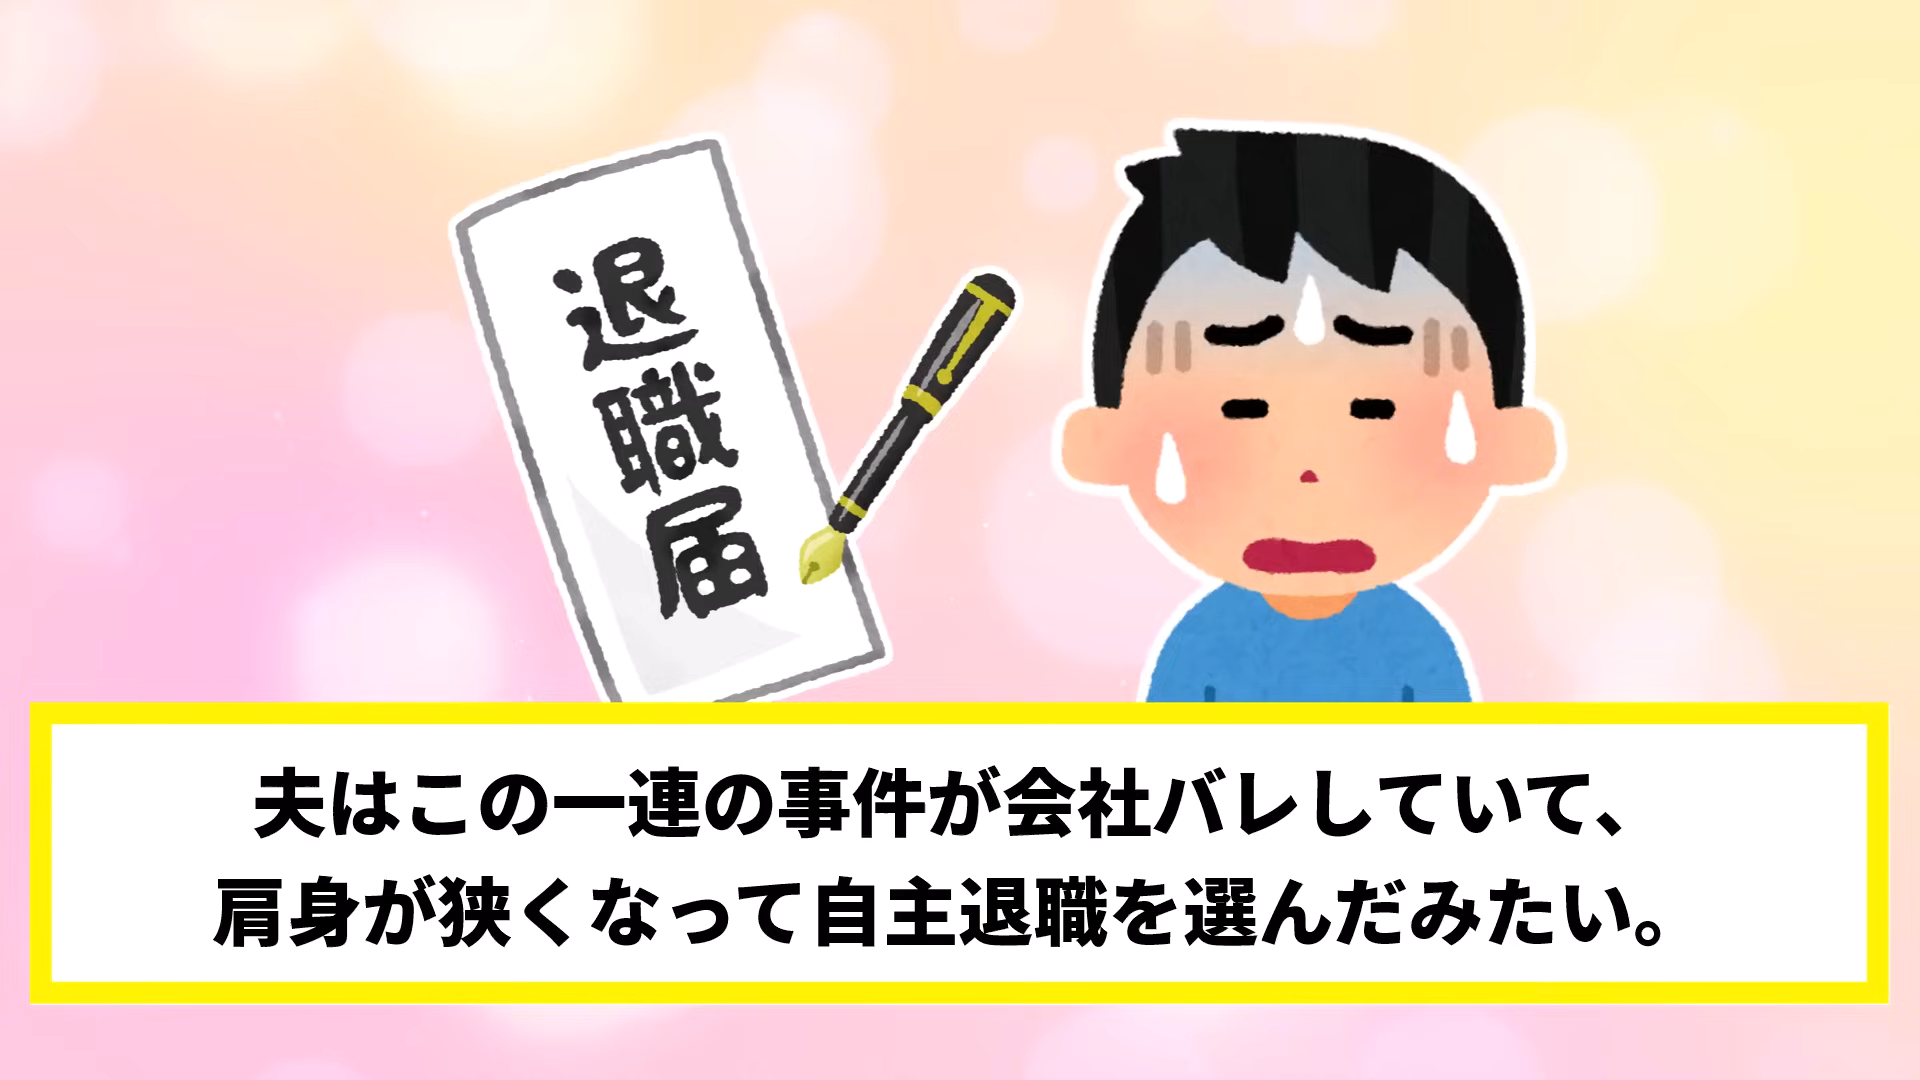 退職届
夫はこの一連の事件が会社バレしていて、
肩身が狭くなって自主退職を選んだみたい。